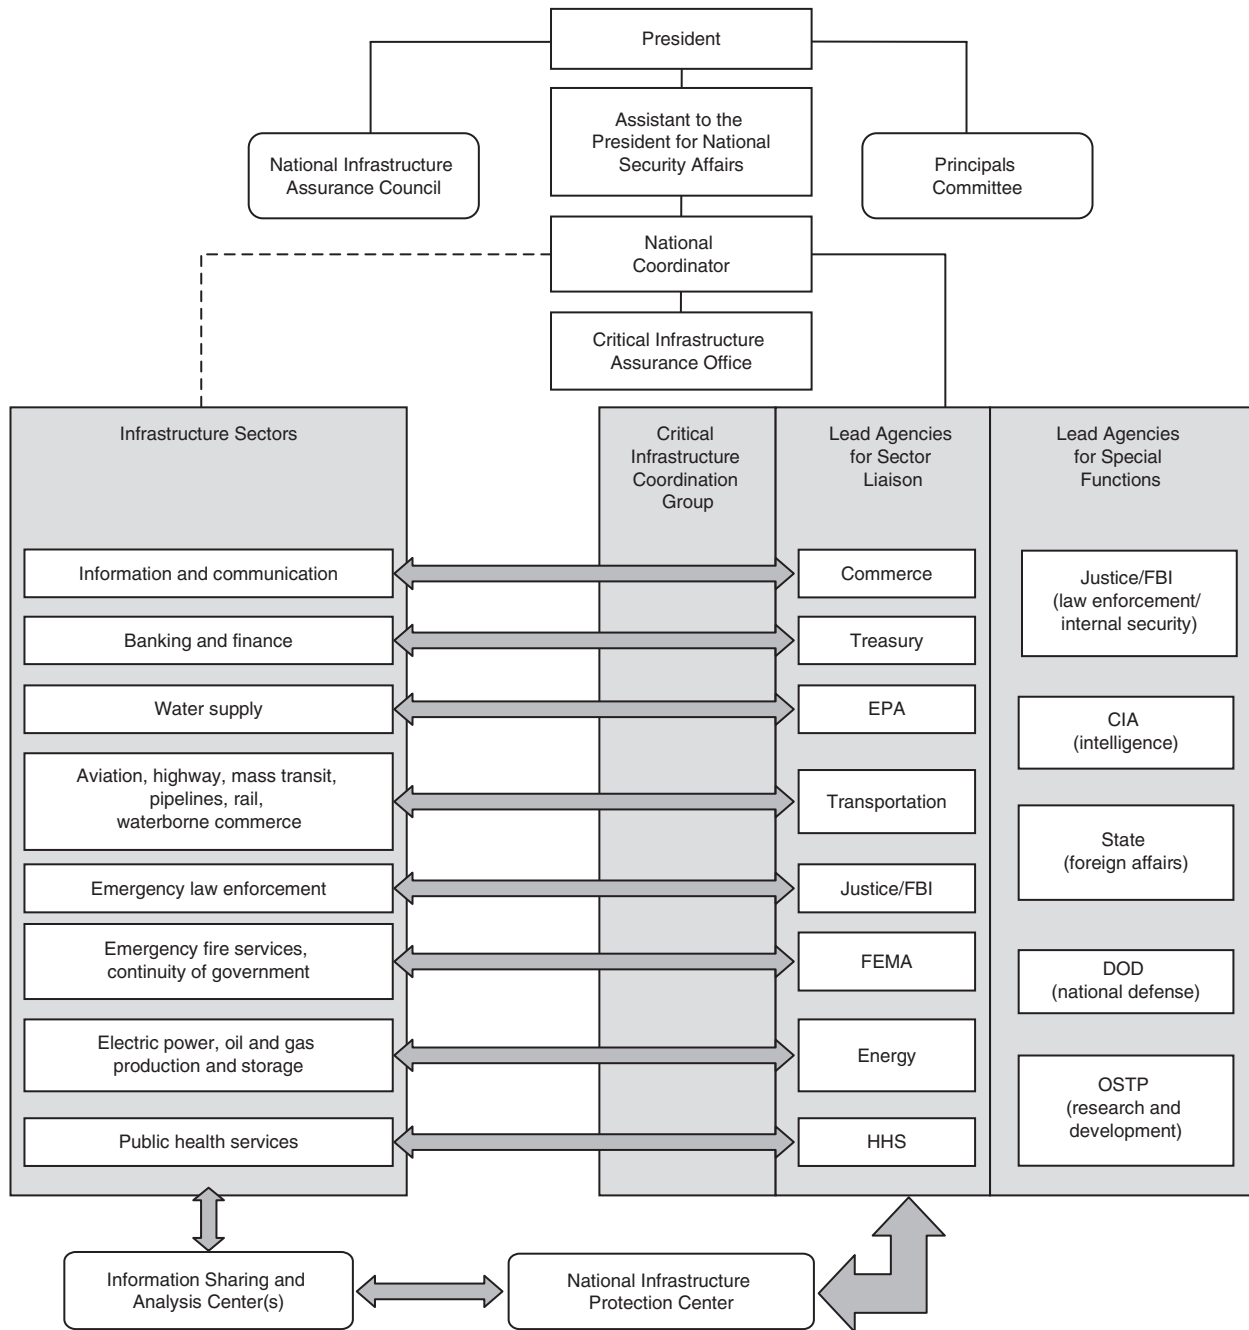 President
Assistant to the
President for National
Security Affairs
National Infrastructure
Assurance Council
Principals
Committee
National
Coordinator
Critical Infrastructure
Assurance Office
Infrastructure Sectors
Critical
Infrastructure
Coordination
Group
Lead Agencies
for Sector
Liaison
Lead Agencies
for Special
Functions
Information and communication
Commerce
Banking and finance
Treasury
Water supply
EPA
Aviation, highway, mass transit,
pipelines, rail,
waterborne commerce
Transportation
Emergency law enforcement
Justice/FBI
Emergency fire services,
continuity of government
FEMA
Electric power, oil and gas
production and storage
Energy
Public health services
HHS
Justice/FBI
(law enforcement/
internal security)
CIA
(intelligence)
State
(foreign affairs)
DOD
(national defense)
OSTP
(research and
development)
Information Sharing and
Analysis Center(s)
National Infrastructure
Protection Center